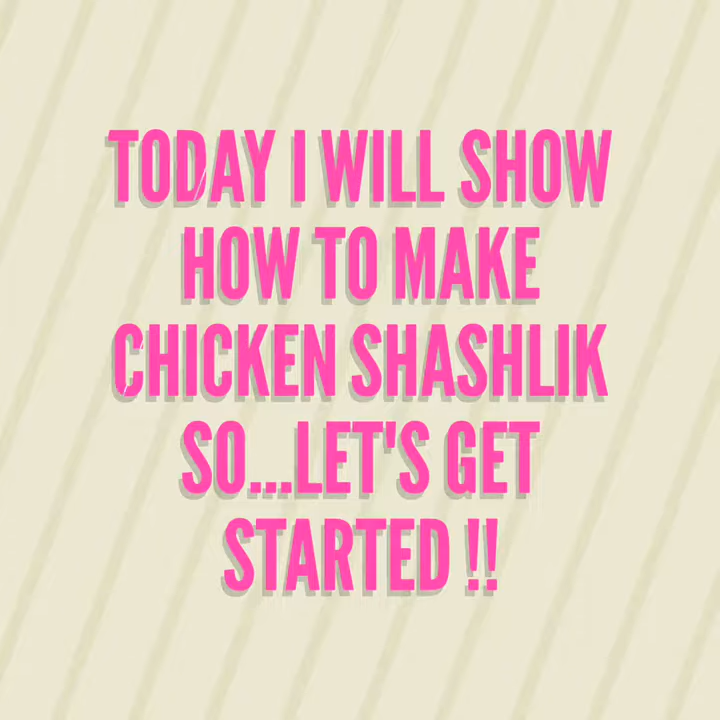 TODAY I WILL SHOW
HOW TO MAKE
CHICKEN SHASHLIK
SO...LET'S GET
STARTED !!